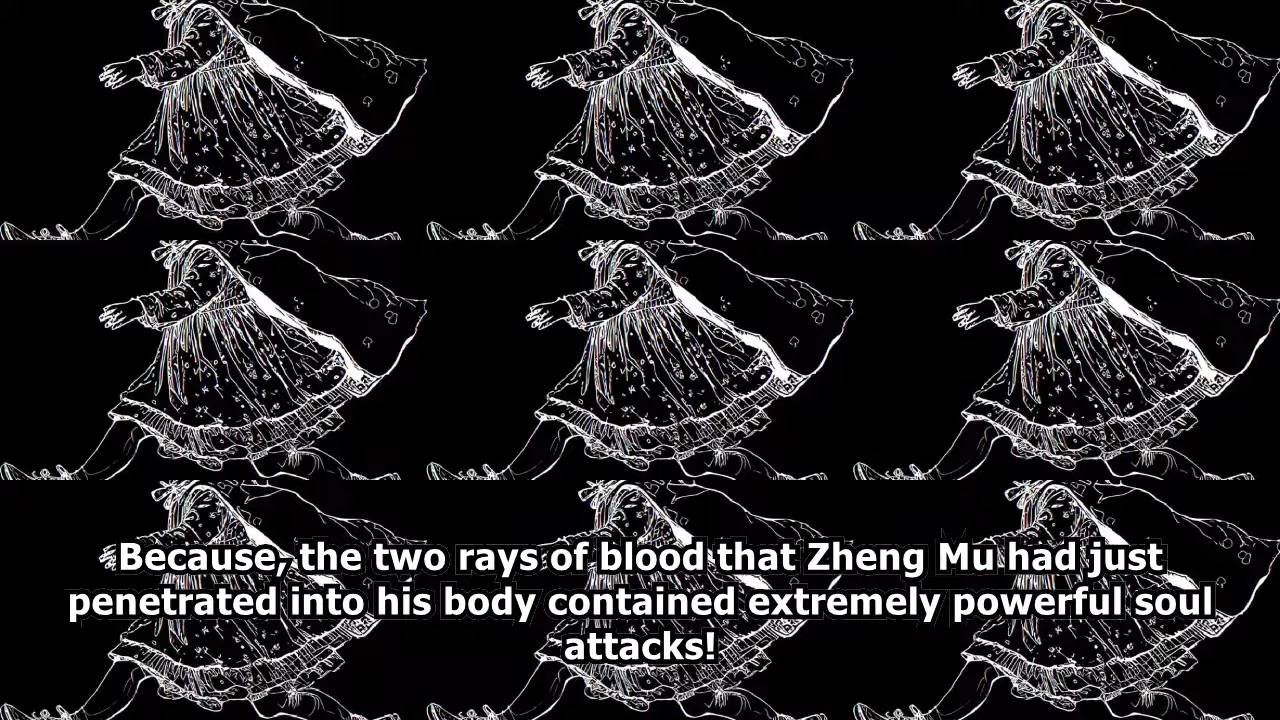 Because, the two rays of blood that Zheng Mu had just
penetrated into his body contained extremely powerful soul
attacks!